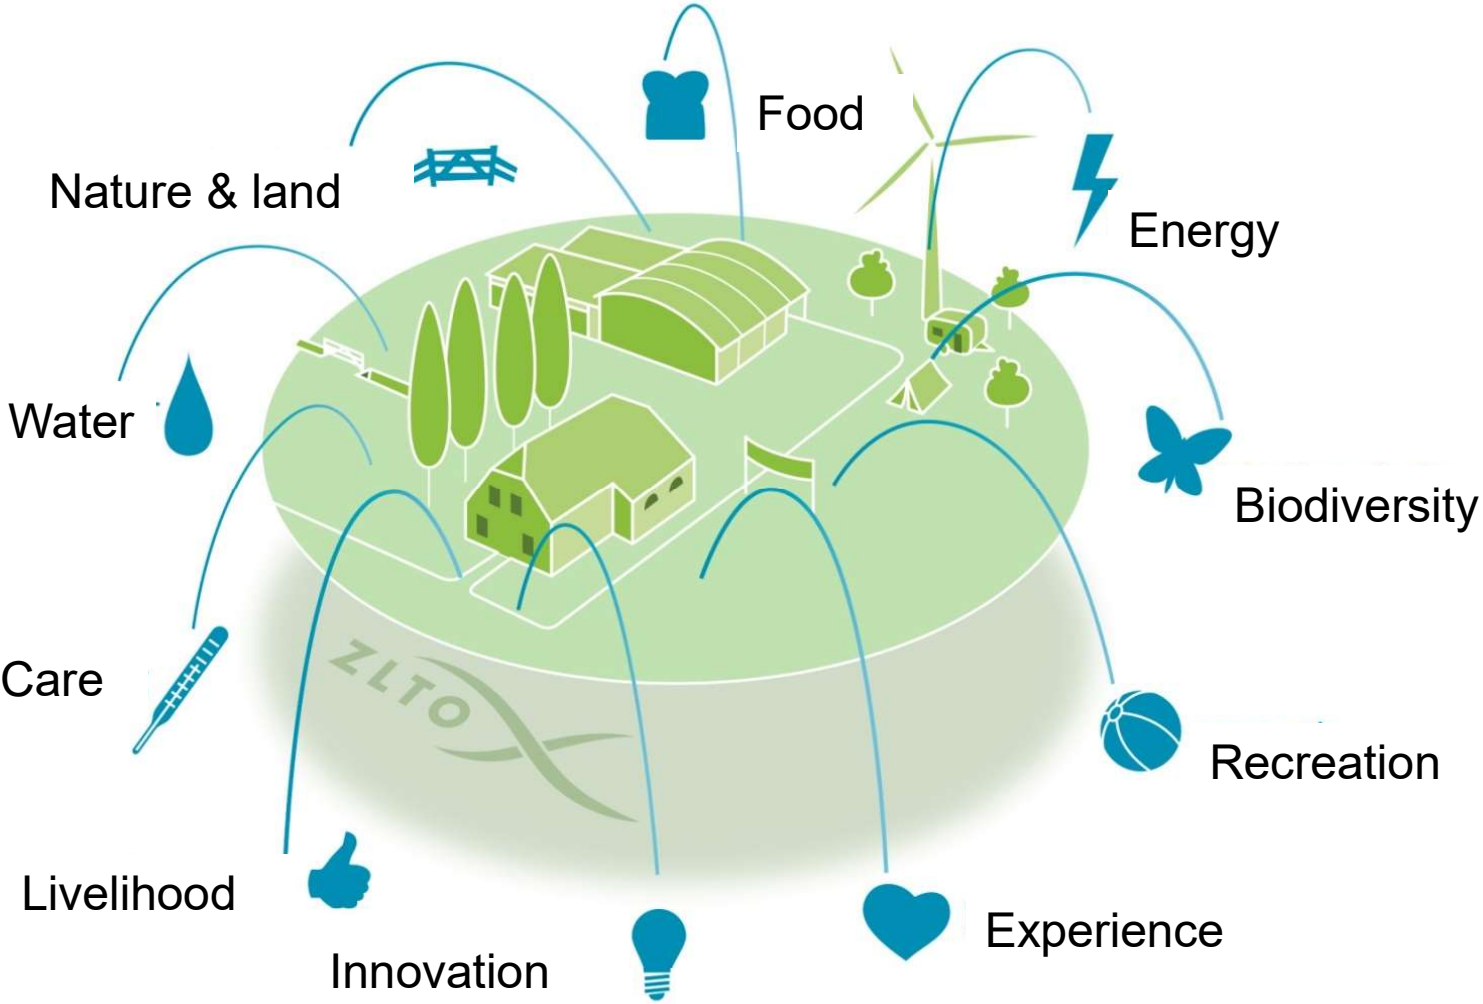 Food
Nature & land
Energy
Water
Biodiversity
Care
ZLTO
Recreation
Livelihood
Experience
Innovation